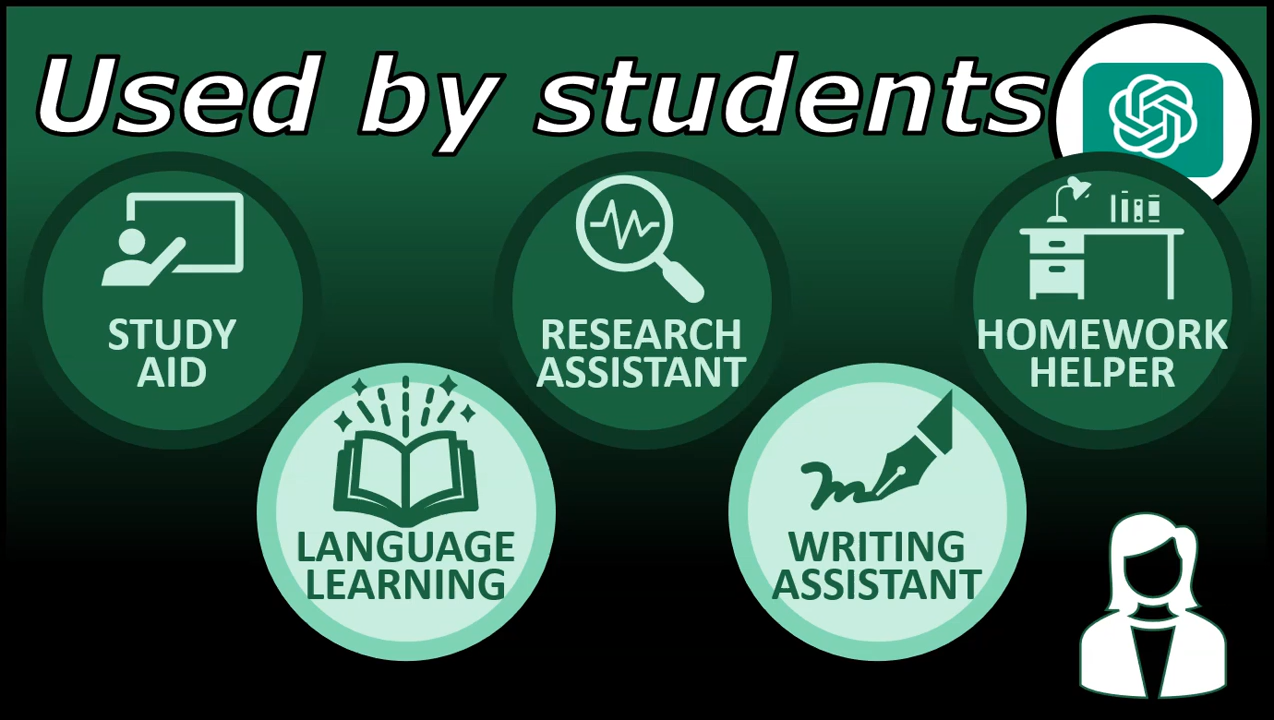 Used by students
STUDY
AID
RESEARCH
ASSISTANT
HOMEWORK
HELPER
LANGUAGE
LEARNING
WRITING
ASSISTANT